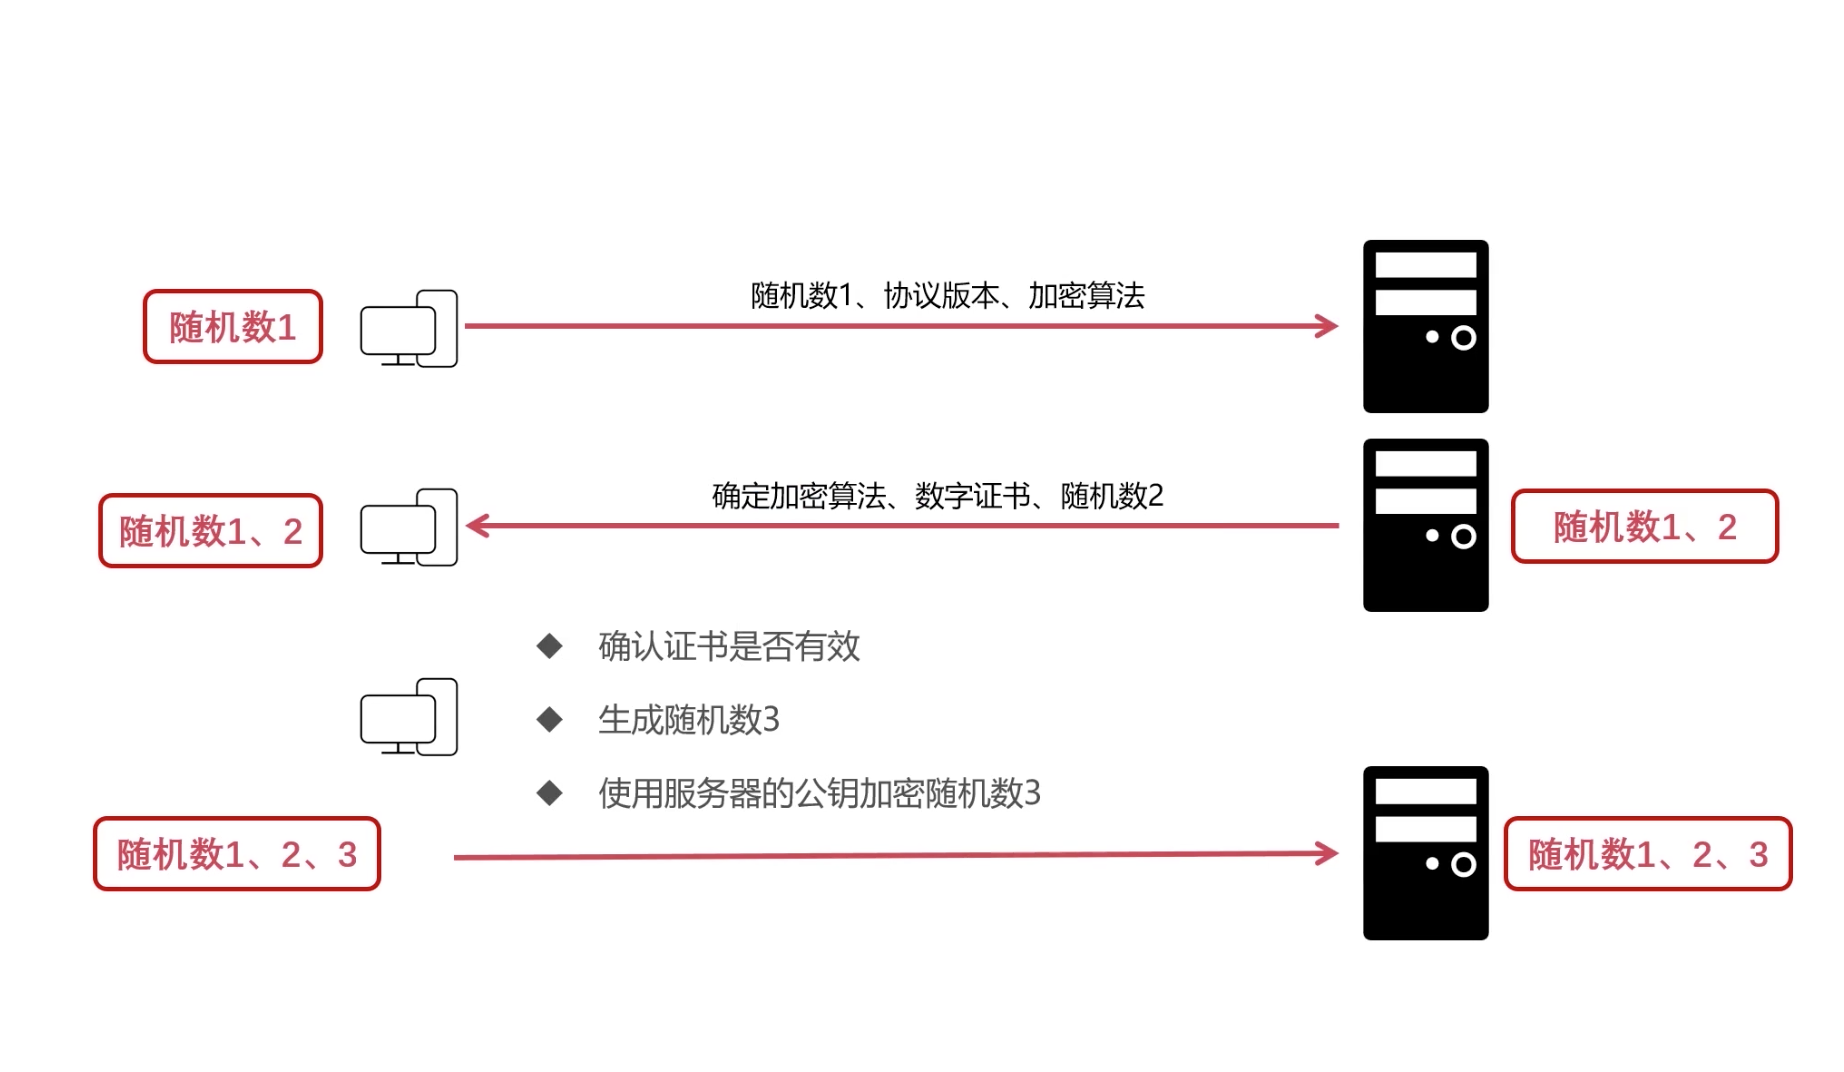 随机数1、协议版本、加密算法
随机数1
确定加密算法、数字证书、随机数2
随机数1、2
随机数1、2
确认证书是否有效
生成随机数3
使用服务器的公钥加密随机数3
随机数1、2、3
随机数1、2、3